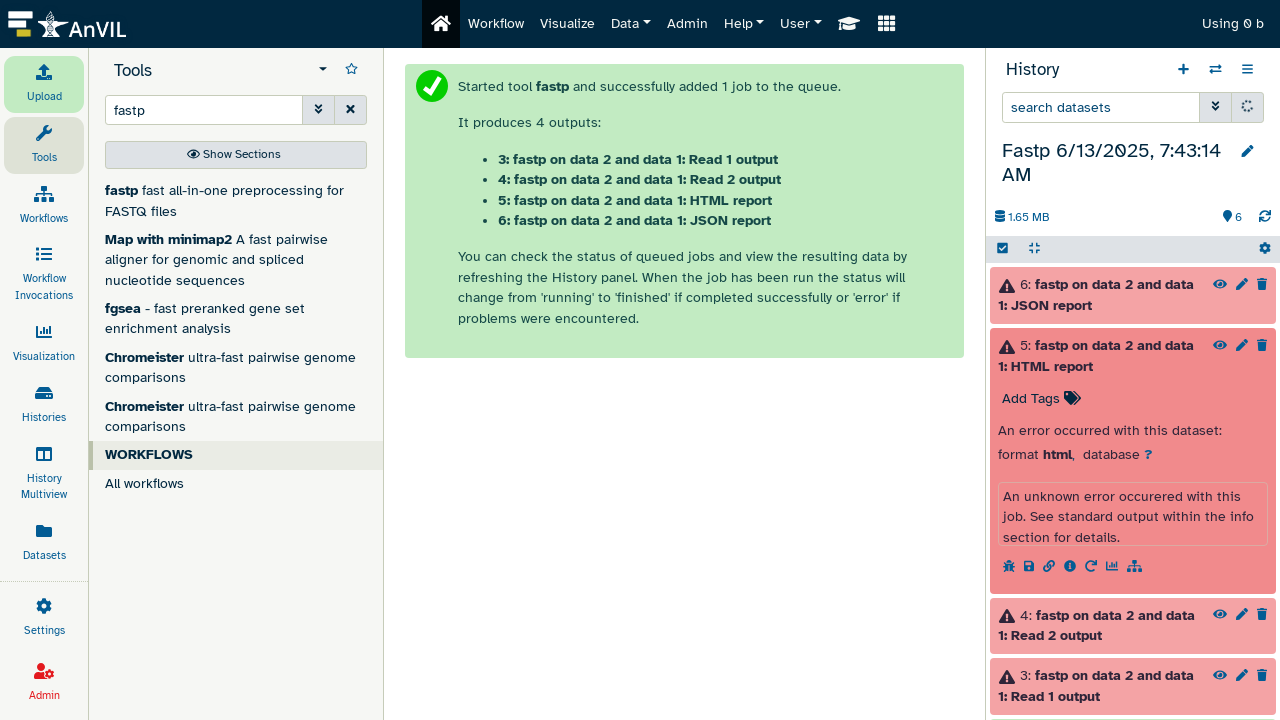 AnVIL
Workflow
Visualize
Data
Admin
Help
User
Using 0 b
Upload
Tools
Workflows
Workflow
Invocations
Visualization
Histories
History
Multiview
Datasets
Settings
Admin
Tools
fastp
Show Sections
fastp fast all-in-one preprocessing for
FASTQ files
Map with minimap2 A fast pairwise
aligner for genomic and spliced
nucleotide sequences
fgsea - fast preranked gene set
enrichment analysis
Chromeister ultra-fast pairwise genome
comparisons
Chromeister ultra-fast pairwise genome
comparisons
WORKFLOWS
All workflows
Started tool fastp and successfully added 1 job to the queue.
It produces 4 outputs:
• 3: fastp on data 2 and data 1: Read 1 output
• 4: fastp on data 2 and data 1: Read 2 output
• 5: fastp on data 2 and data 1: HTML report
• 6: fastp on data 2 and data 1: JSON report
You can check the status of queued jobs and view the resulting data by
refreshing the History panel. When the job has been run the status will
change from 'running' to 'finished' if completed successfully or 'error' if
problems were encountered.
History
search datasets
Fastp 6/13/2025, 7:43:14
AM
1.65 MB
6
6: fastp on data 2 and data
1: JSON report
5: fastp on data 2 and data
1: HTML report
Add Tags
An error occurred with this dataset:
format html, database ?
An unknown error occurered with this
job. See standard output within the info
section for details.
4: fastp on data 2 and data
1: Read 2 output
3: fastp on data 2 and data
1: Read 1 output